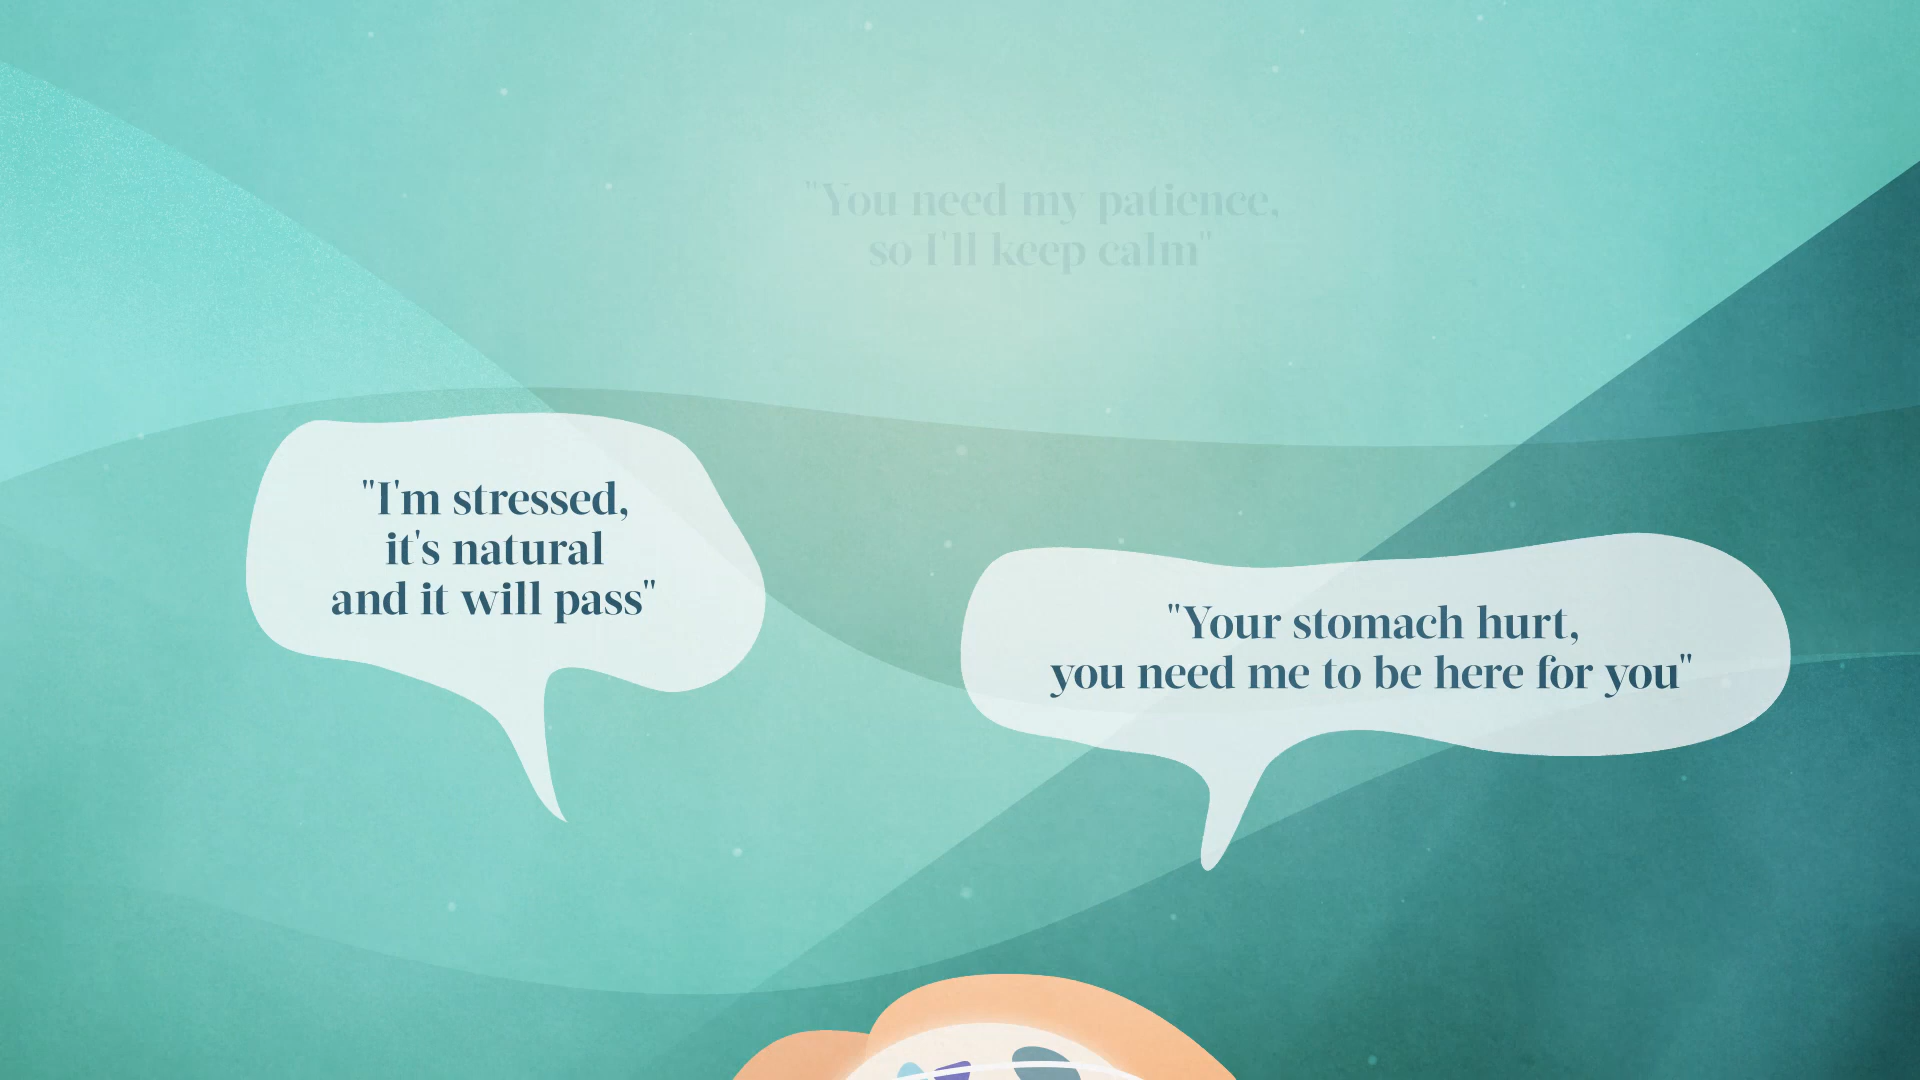 "You need my patience,
so I'll keep calm"
"I'm stressed,
it's natural
and it will pass"
"Your stomach hurt,
you need me to be here for you"